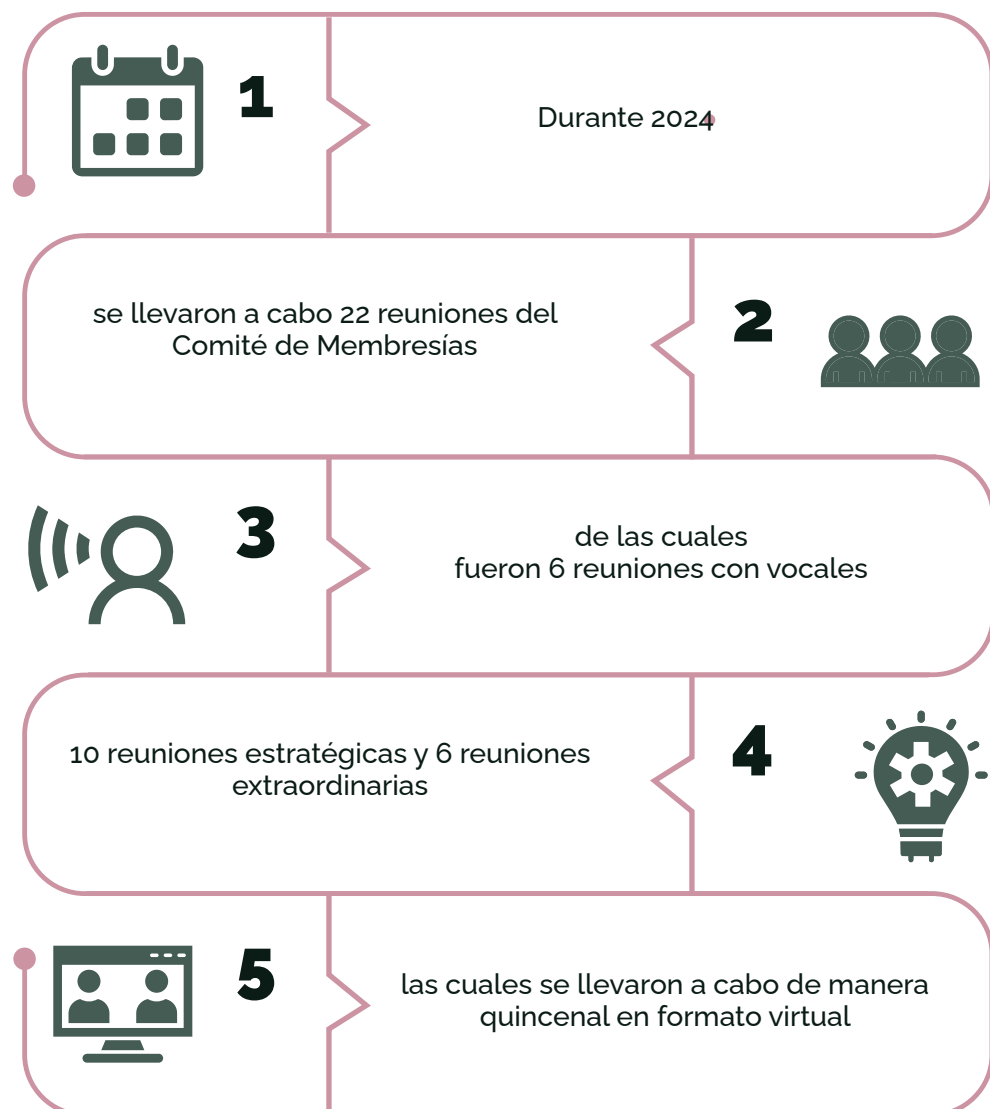 1
Durante 2024
se llevaron a cabo 22 reuniones del
Comité de Membresías
2
3
de las cuales
fueron 6 reuniones con vocales
10 reuniones estratégicas y 6 reuniones
extraordinarias
4
5
las cuales se llevaron a cabo de manera
quincenal en formato virtual